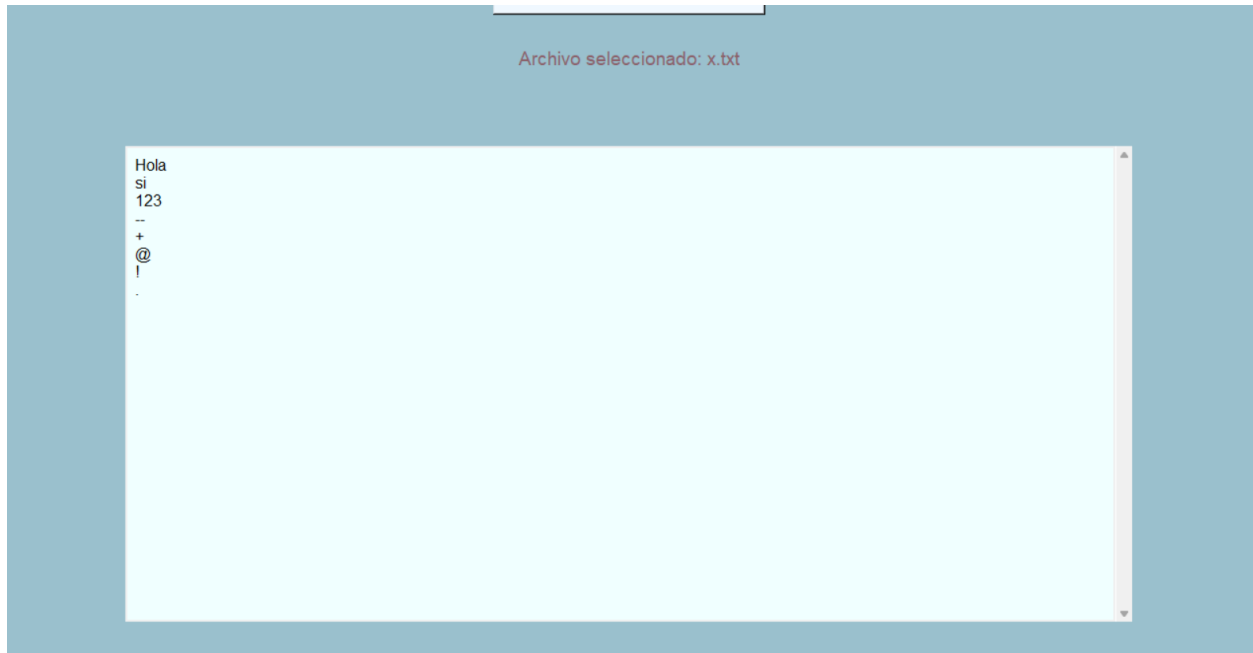 Archivo seleccionado: x.txt
Hola
si
123
--
+
@
!
.